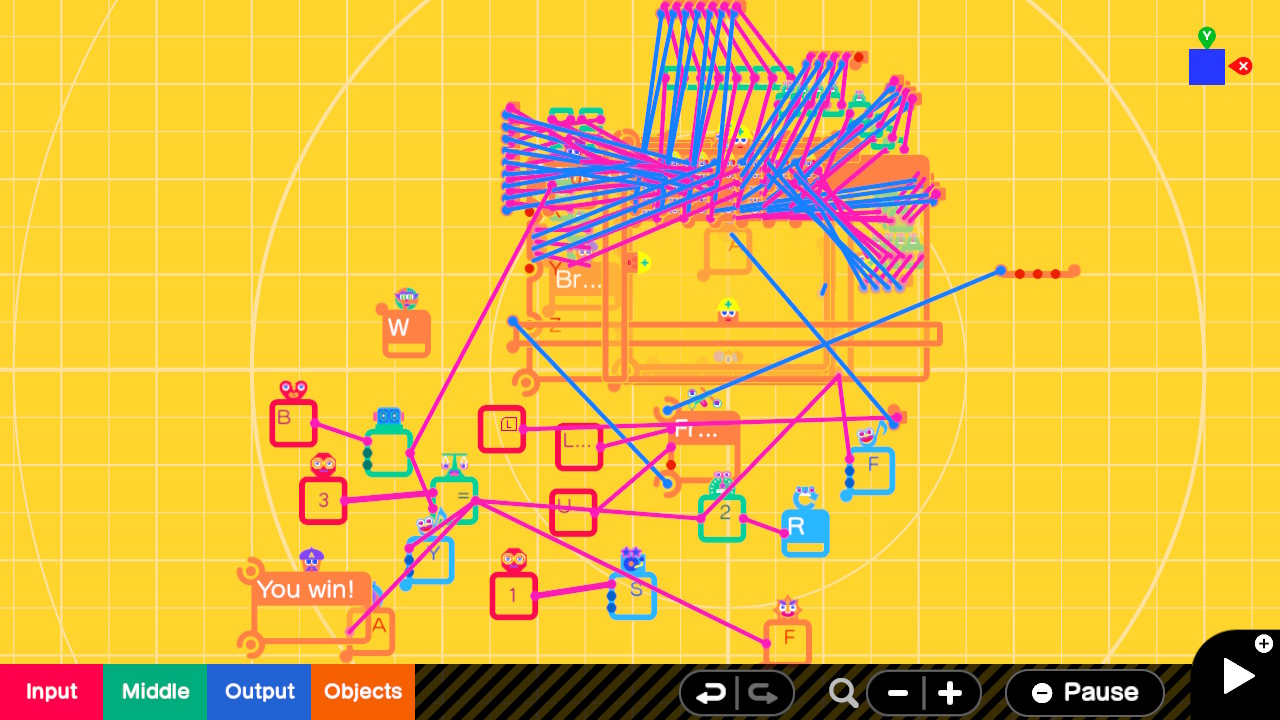 Y
A
Y
Br...
Z
W
B
L
L...
Fr...
F
3
=
U
2
R
Y
You win!
A
1
S
F
Input
Middle
Output
Objects
Pause